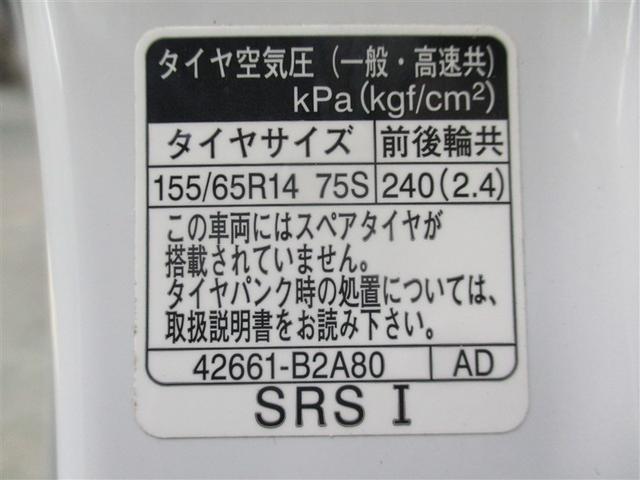 タイヤ空気圧（一般・高速共）
kPa(kgf/cm²)
タイヤサイズ 前後輪共
155/65R14 75S 240(2.4)
この車両にはスペアタイヤが
搭載されていません。
タイヤパンク時の処置については、
取扱説明書をお読み下さい。
42661-B2A80 AD
SRS I